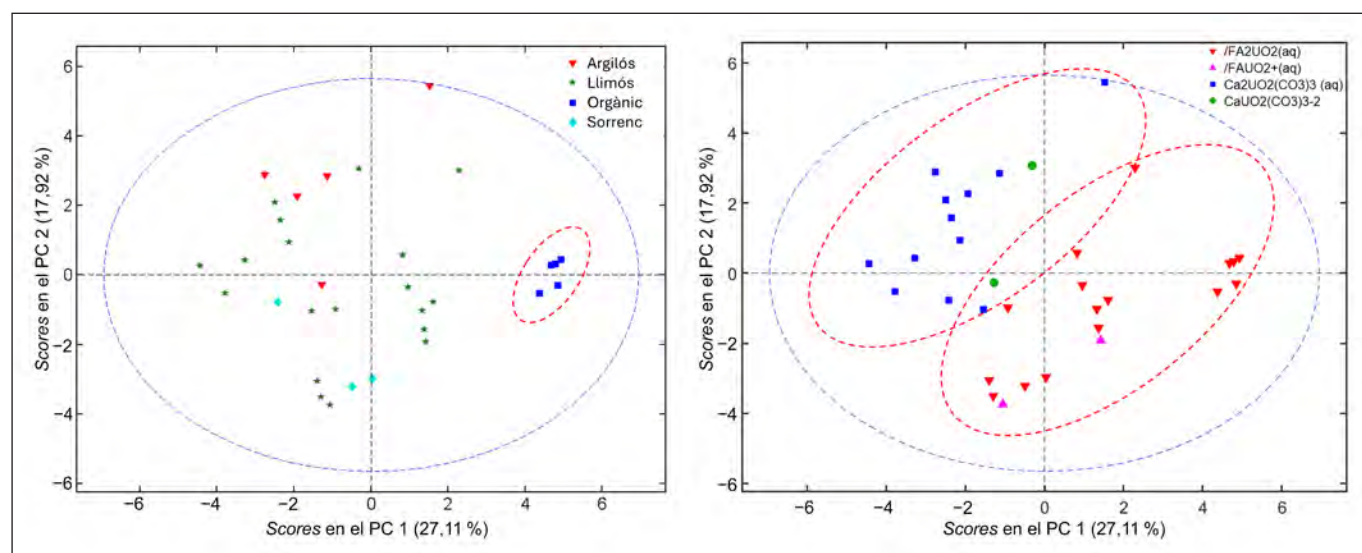 6
4
2
0
−2
−4
−6
−6
−4
−2
0
2
4
6
Scores en el PC 2 (17,92 %)
Scores en el PC 1 (27,11 %)
Argilós
Llimós
Orgànic
Sorrenc
6
4
2
0
−2
−4
−6
−6
−4
−2
0
2
4
6
Scores en el PC 2 (17,92 %)
Scores en el PC 1 (27,11 %)
/FA2UO2(aq)
/FAUO2+(aq)
Ca2UO2(CO3)3 (aq)
CaUO2(CO3)3-2